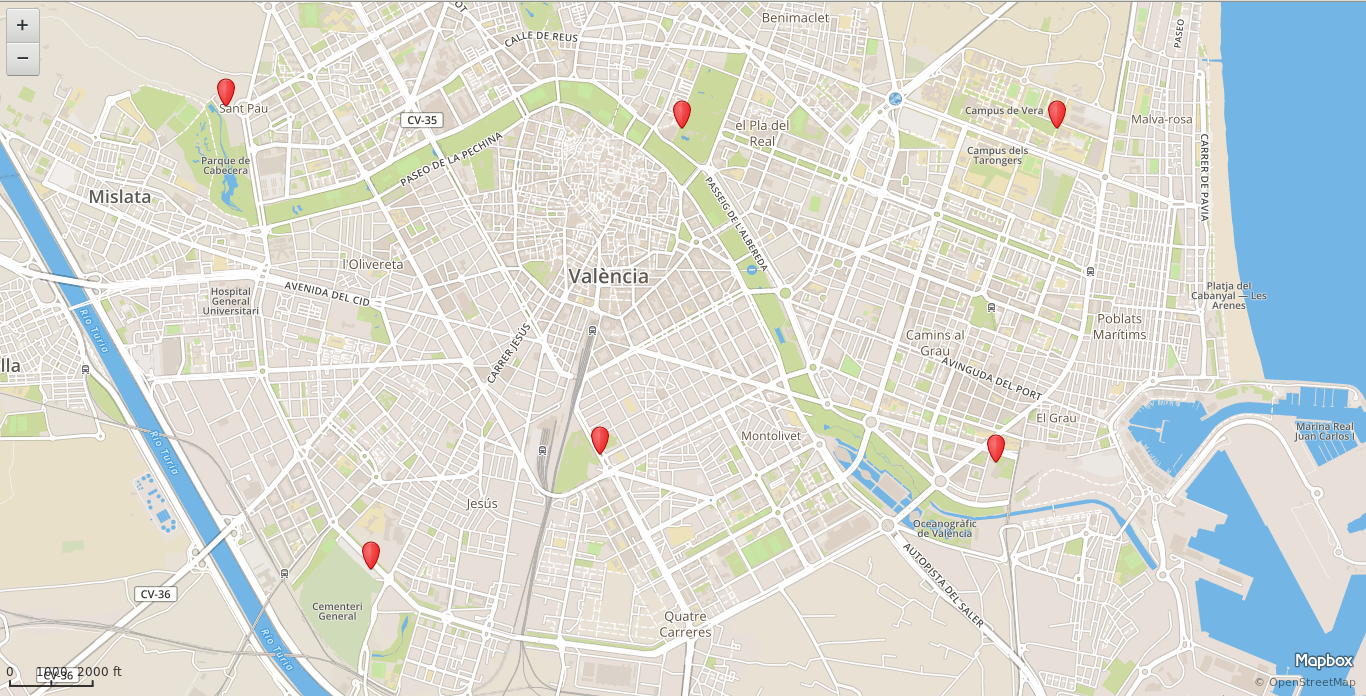 +
−
Benimaclet
CALLE DE REUS
OT
PASEO
Sant Pau
CV-35
Campus de Vera
Malva-rosa
el Pla del
Real
Campus dels
Tarongers
Parque de
Cabecera
PASEO DE LA PECHINA
CARRER DE PAVIA
Mislata
PASSEIG DE L'ALBEREDA
l'Olivereta
València
Hospital
General
Universitari
AVENIDA DEL CID
Platja del
Cabanyal — Les
Arenes
Río Turia
Poblats
Marítims
Camins al
Grau
CARRER JESÚS
lla
AVINGUDA DEL PORT
El Grau
Marina Real
Juan Carlos I
Montolivet
Río Turia
Jesús
Oceanogràfic
de València
AUTOPISTA DEL SALER
CV-36
Cementeri
General
Quatre
Carreres
Río Turia
0 1000 2000 ft
CV-36
Mapbox
© OpenStreetMap